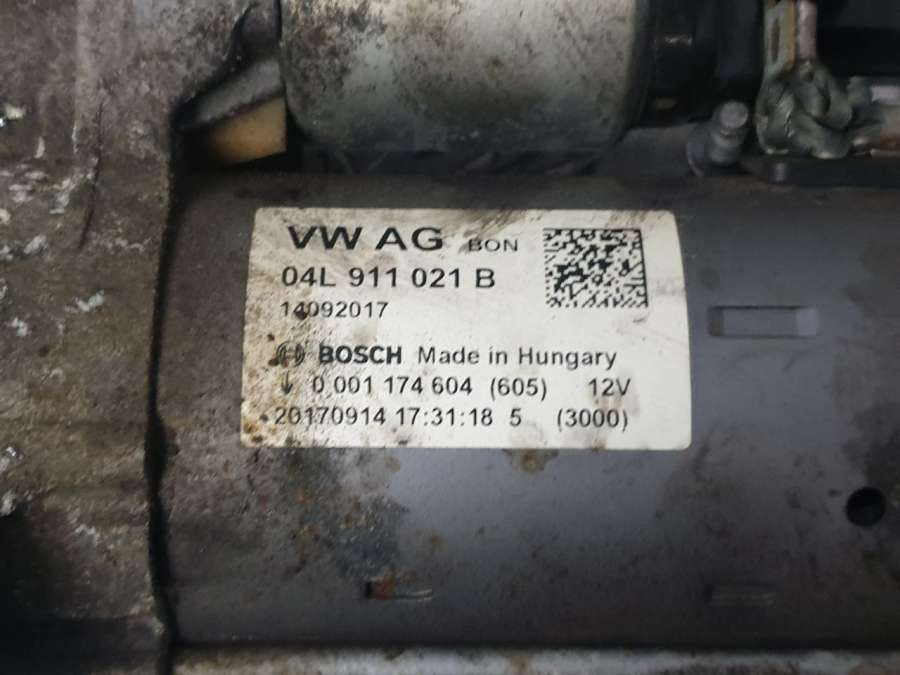 VW AG BON
04L 911 021 B
14092017
BOSCH Made in Hungary
0 001 174 604 (605) 12V
20170914 17:31:18 5 (3000)